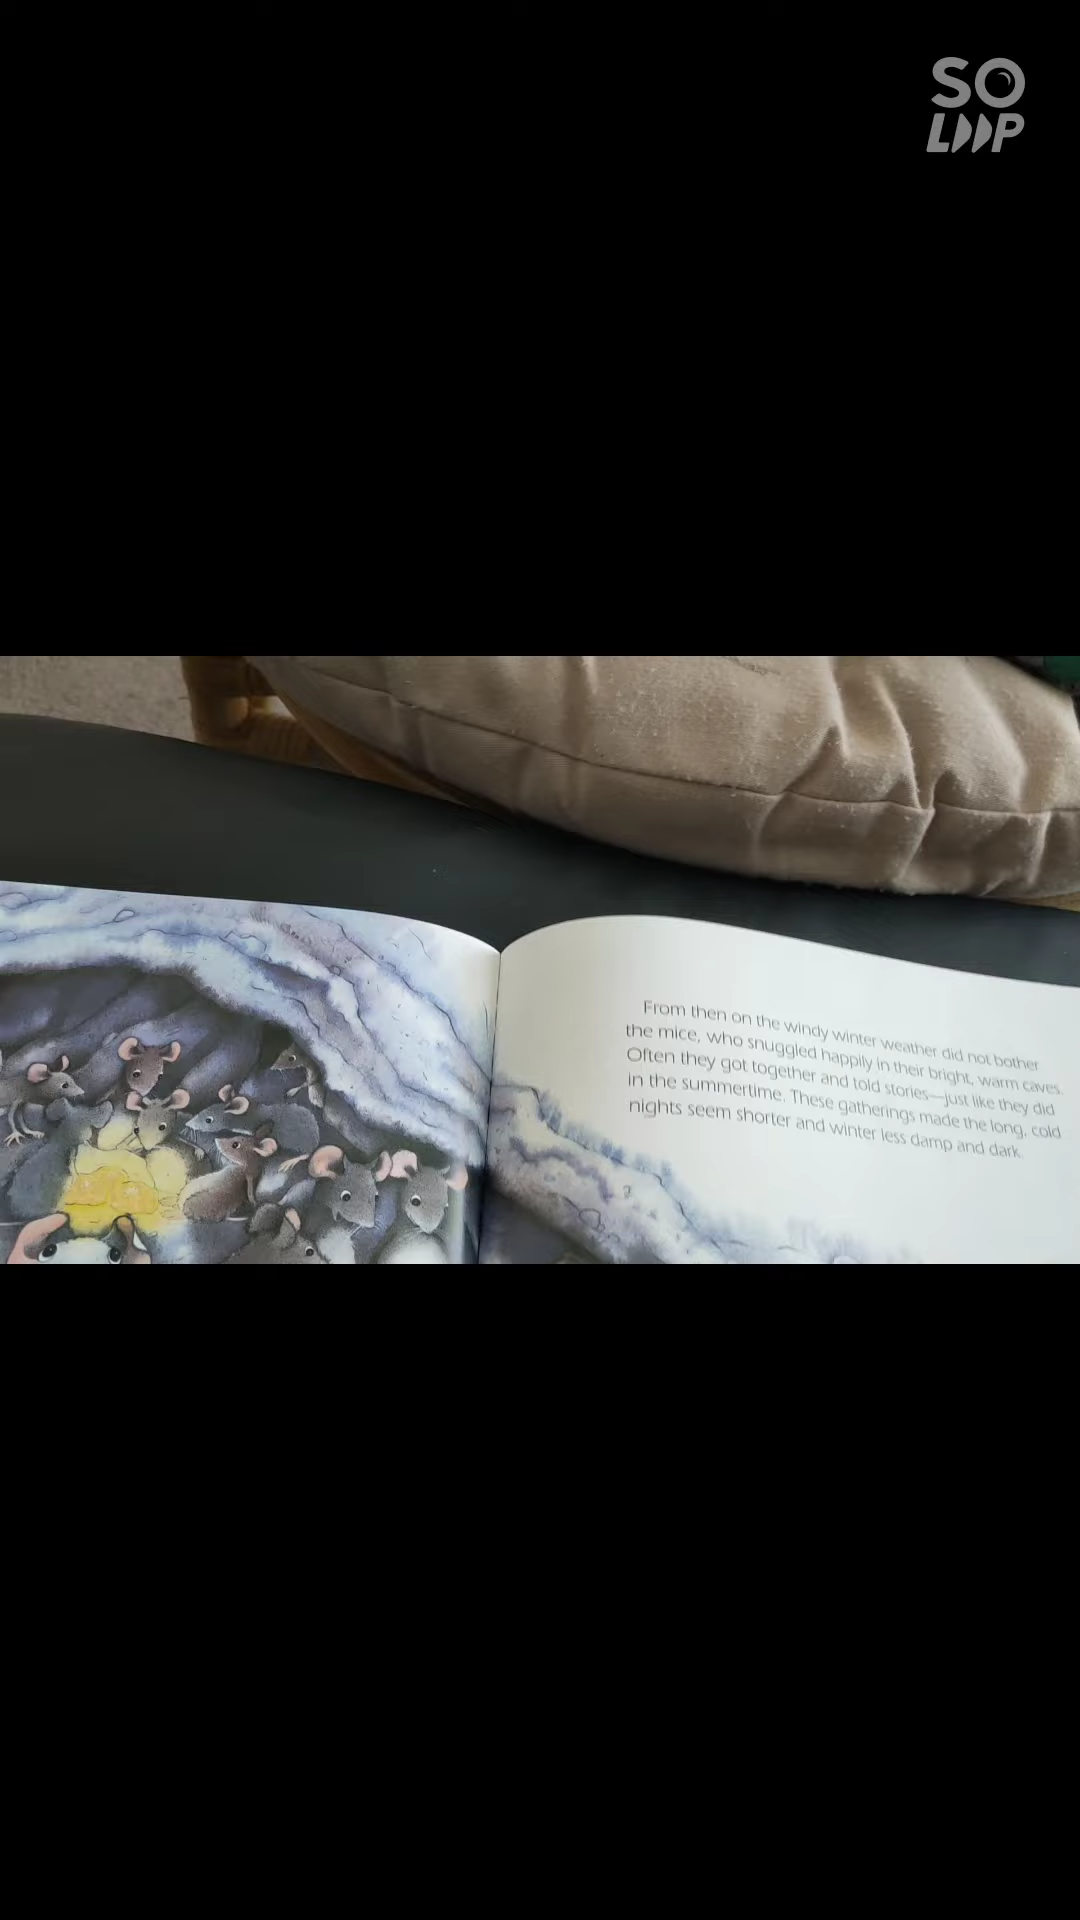 SO
LOOP
From then on the windy winter weather did not bother
the mice, who snuggled happily in their bright, warm caves.
Often they got together and told stories—just like they did
in the summertime. These gatherings made the long, cold
nights seem shorter and winter less damp and dark.